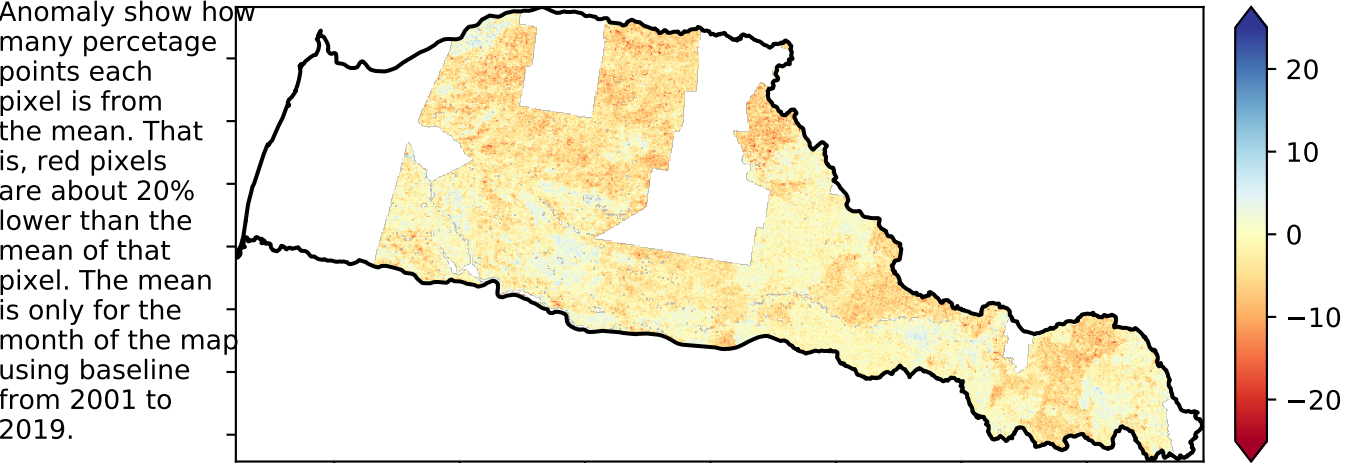 Anomaly show how
many percetage
points each
pixel is from
the mean. That
is, red pixels
are about 20%
lower than the
mean of that
pixel. The mean
is only for the
month of the map
using baseline
from 2001 to
2019.
20
10
0
−10
−20